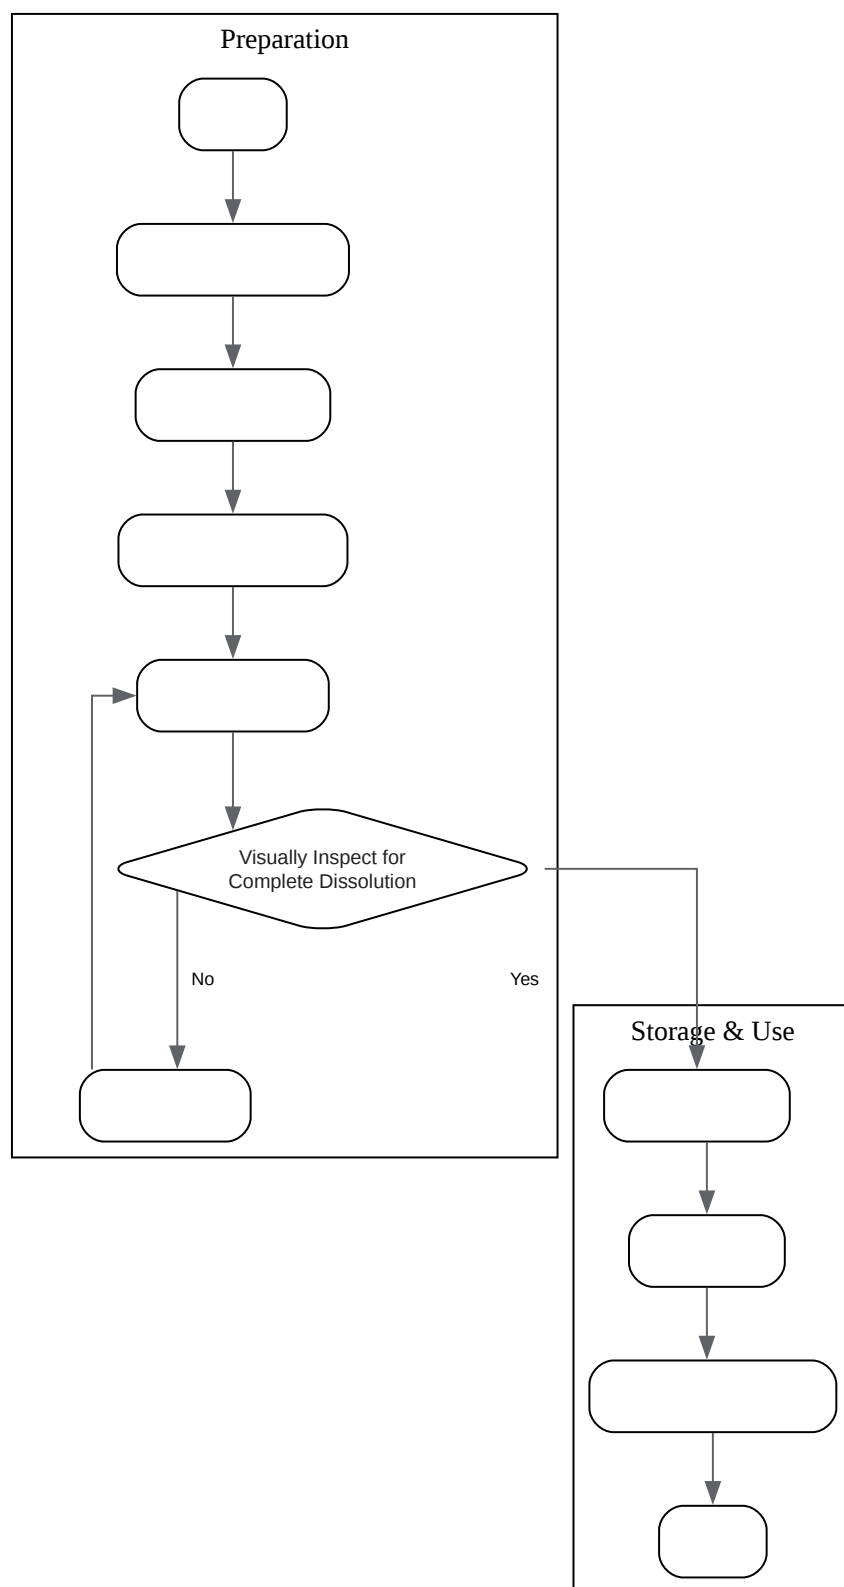 Preparation
Visually Inspect for
Complete Dissolution
No
Yes
Storage & Use